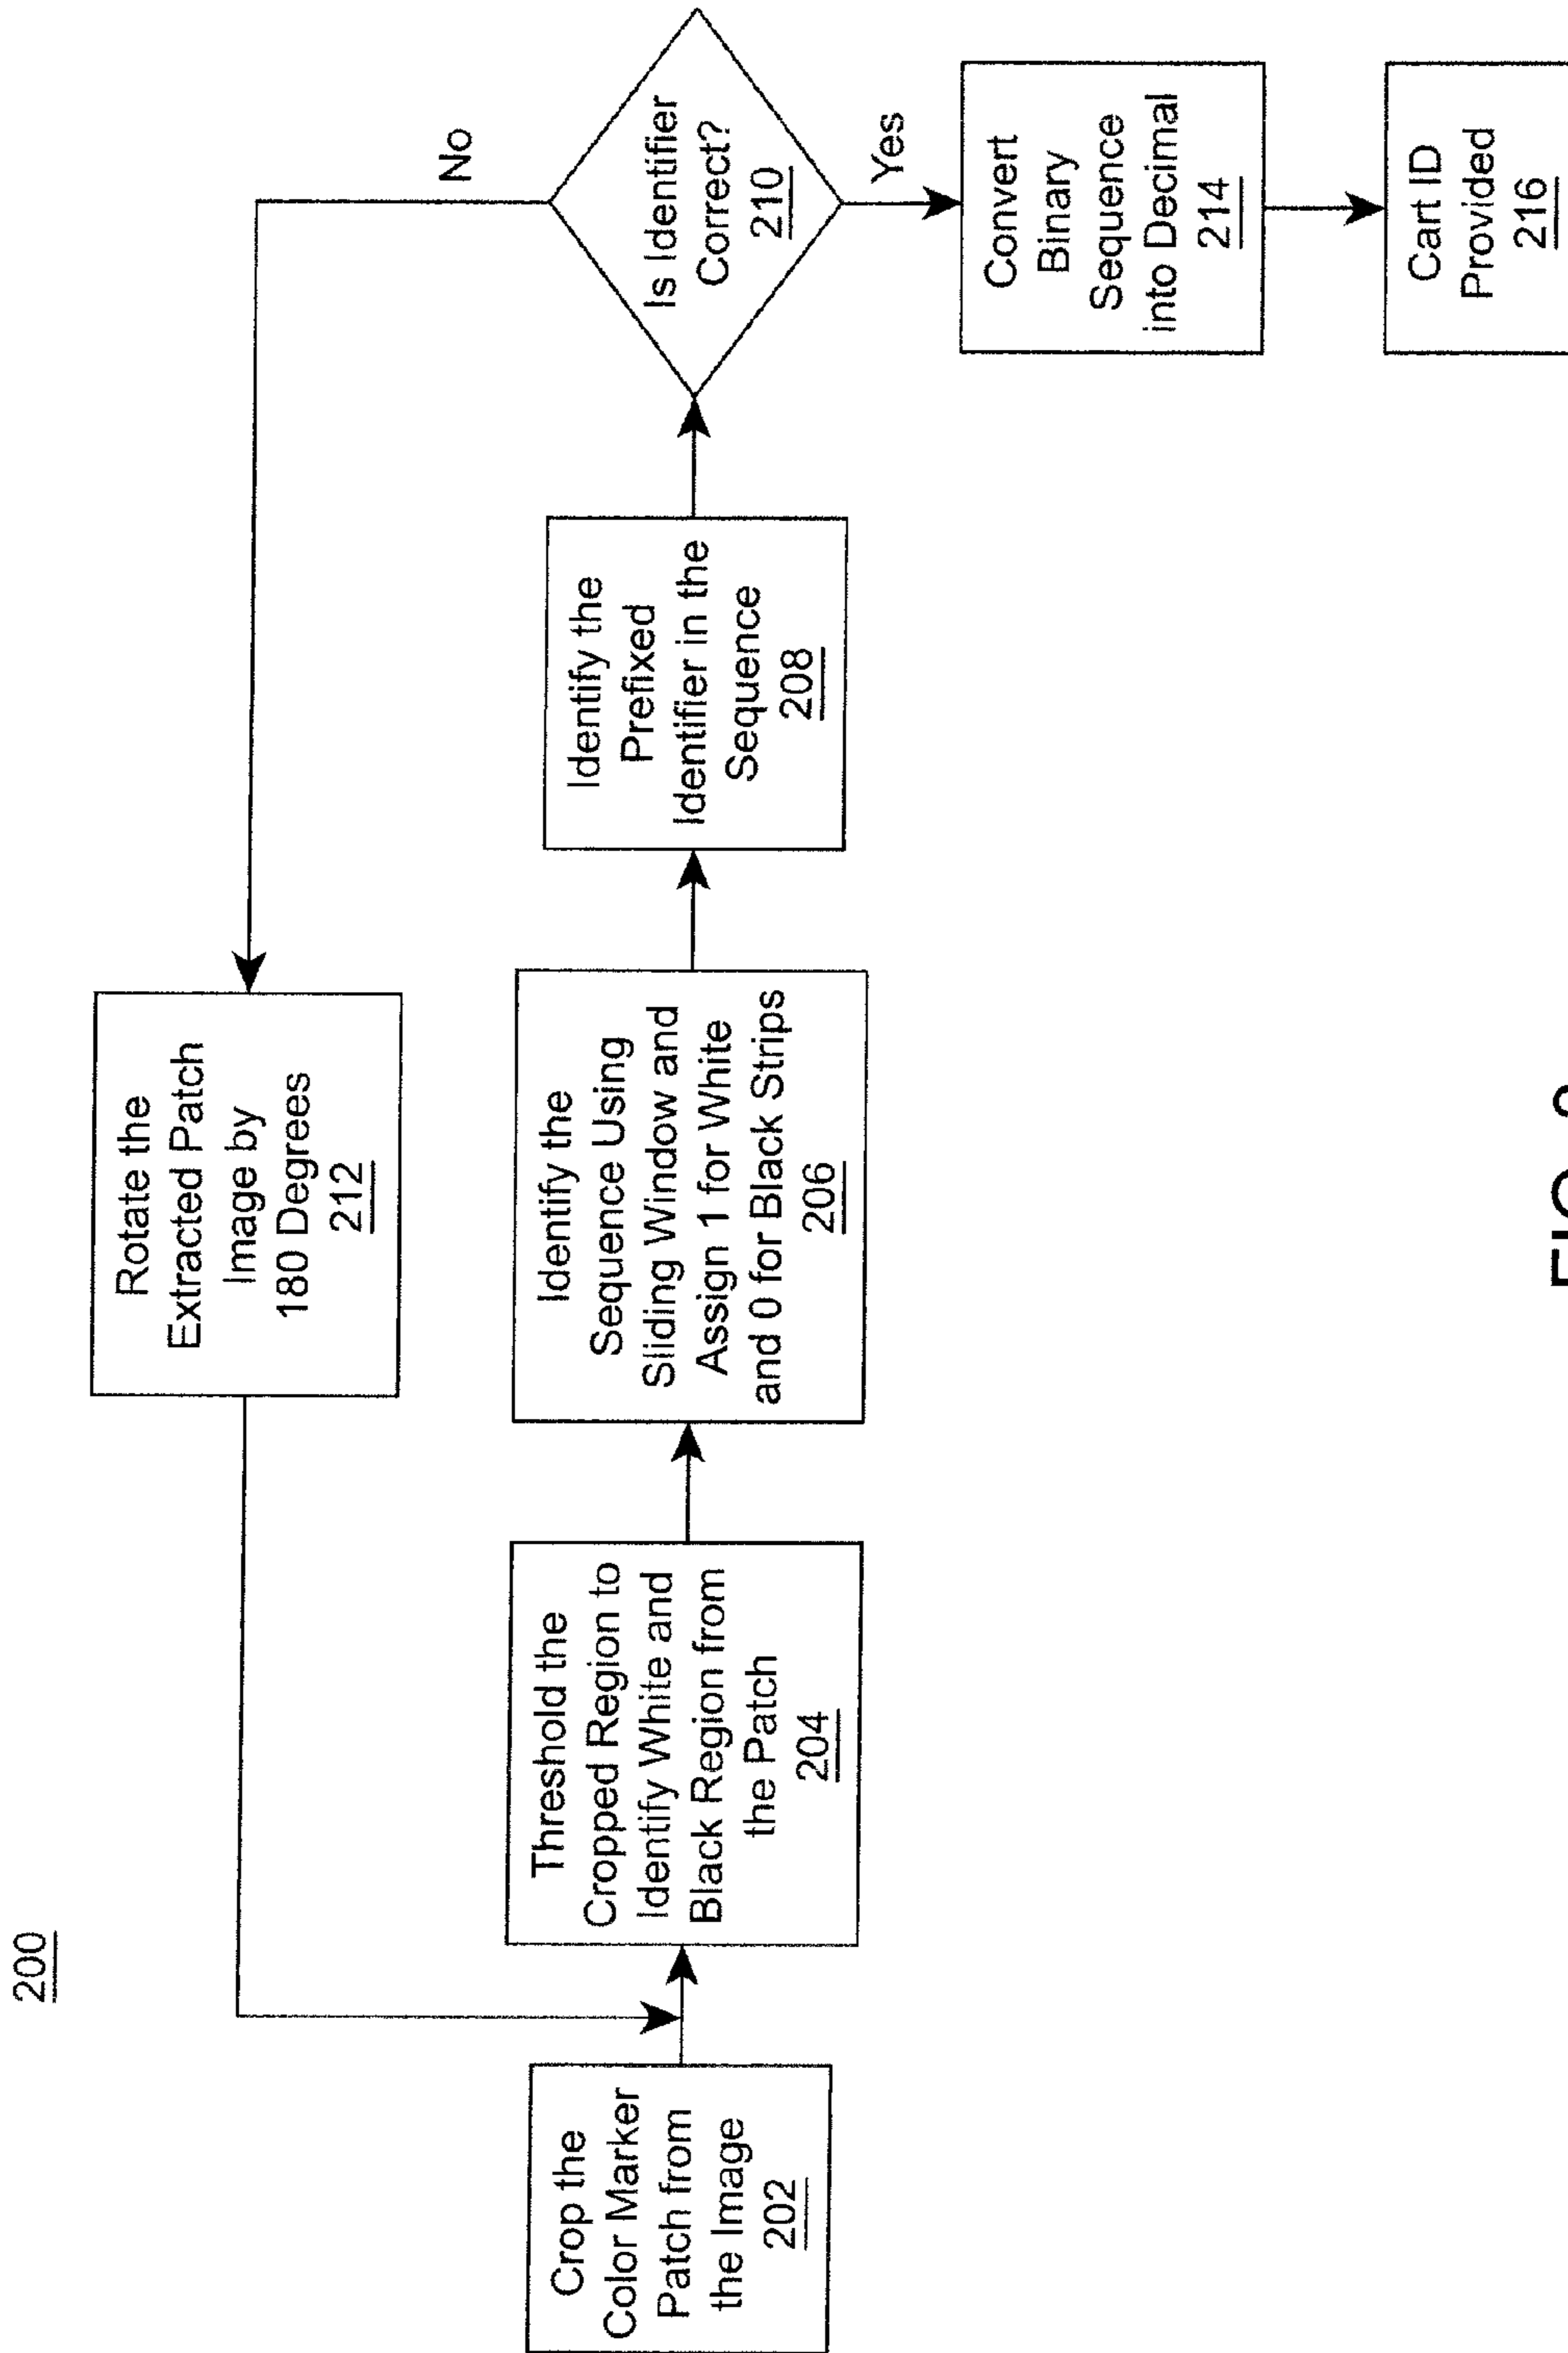 200
Crop the
Color Marker
Patch from
the Image
202
Threshold the
Cropped Region to
Identify White and
Black Region from
the Patch
204
Identify the
Sequence Using
Sliding Window and
Assign 1 for White
and 0 for Black Strips
206
Identify the
Prefixed
Identifier in the
Sequence
208
Is Identifier
Correct?
210
No
Rotate the
Extracted Patch
Image by
180 Degrees
212
Yes
Convert
Binary
Sequence
into Decimal
214
Cart ID
Provided
216